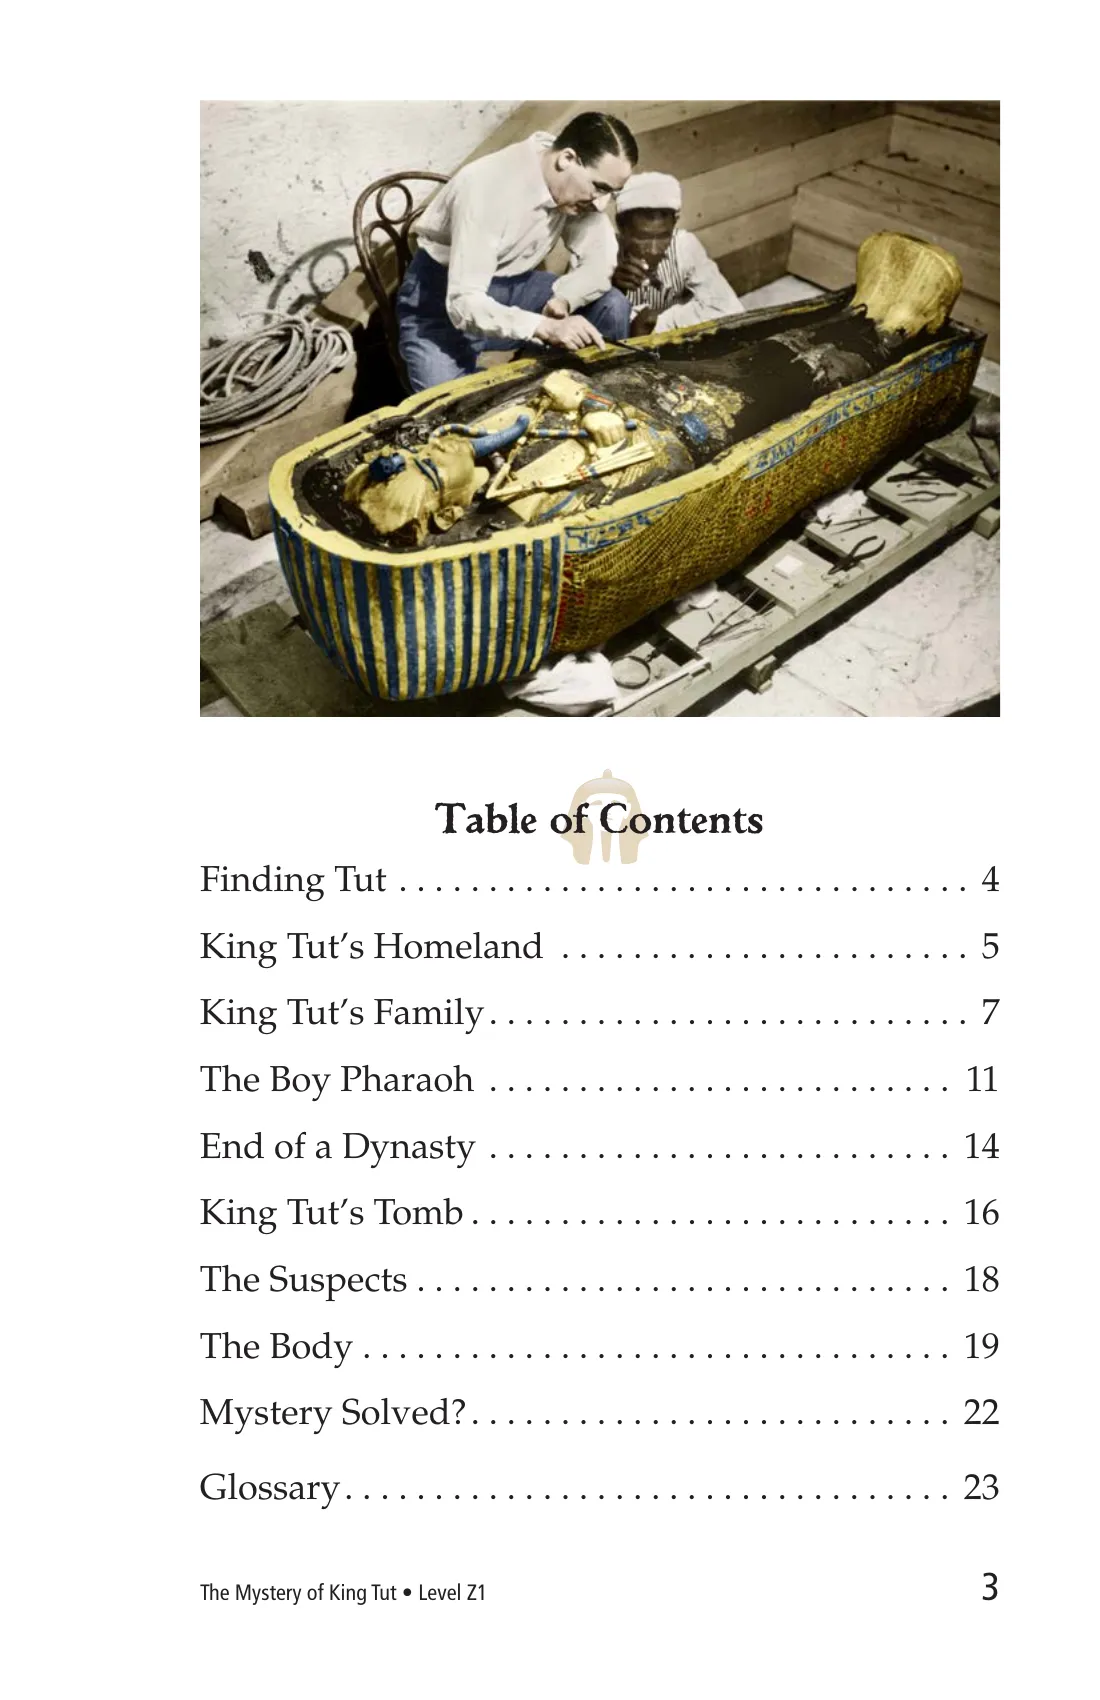 Table of Contents
Finding Tut . . . . . . . . . . . . . . . . . . . . . . . . . . . . . . . . 4
King Tut’s Homeland . . . . . . . . . . . . . . . . . . . . . . . 5
King Tut’s Family . . . . . . . . . . . . . . . . . . . . . . . . . . . 7
The Boy Pharaoh . . . . . . . . . . . . . . . . . . . . . . . . . . 11
End of a Dynasty . . . . . . . . . . . . . . . . . . . . . . . . . . 14
King Tut’s Tomb . . . . . . . . . . . . . . . . . . . . . . . . . . . 16
The Suspects . . . . . . . . . . . . . . . . . . . . . . . . . . . . . . 18
The Body . . . . . . . . . . . . . . . . . . . . . . . . . . . . . . . . . 19
Mystery Solved? . . . . . . . . . . . . . . . . . . . . . . . . . . . 22
Glossary . . . . . . . . . . . . . . . . . . . . . . . . . . . . . . . . . . 23
The Mystery of King Tut • Level Z1 3